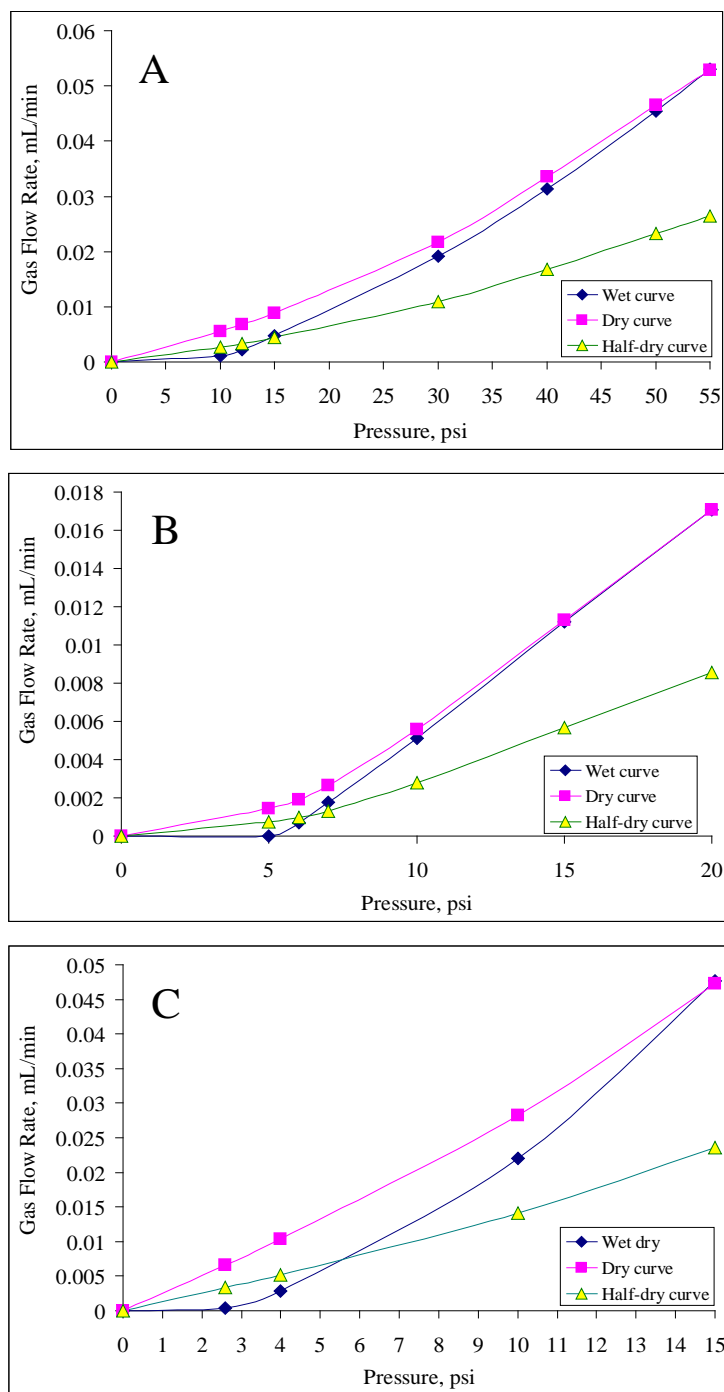 A
Gas Flow Rate, mL/min
0.06
0.05
0.04
0.03
0.02
0.01
0
0 5 10 15 20 25 30 35 40 45 50 55
Pressure, psi
Wet curve
Dry curve
Half-dry curve
B
Gas Flow Rate, mL/min
0.018
0.016
0.014
0.012
0.01
0.008
0.006
0.004
0.002
0
0 5 10 15 20
Pressure, psi
Wet curve
Dry curve
Half-dry curve
C
Gas Flow Rate, mL/min
0.05
0.045
0.04
0.035
0.03
0.025
0.02
0.015
0.01
0.005
0
0 1 2 3 4 5 6 7 8 9 10 11 12 13 14 15
Pressure, psi
Wet dry
Dry curve
Half-dry curve